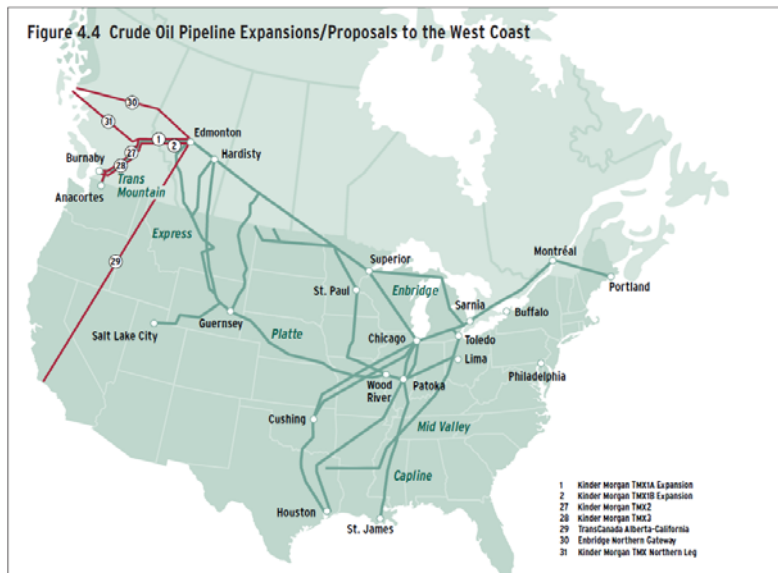 Figure 4.4 Crude Oil Pipeline Expansions/Proposals to the West Coast
30
31
1
2
27
28
29
Edmonton
Hardisty
Burnaby
Trans
Mountain
Anacortes
Express
Superior
Montréal
Portland
St. Paul
Enbridge
Sarnia
Buffalo
Guernsey
Salt Lake City
Platte
Chicago
Toledo
Lima
Philadelphia
Wood
River
Patoka
Cushing
Mid Valley
Capline
Houston
St. James
1 Kinder Morgan TMX1A Expansion
2 Kinder Morgan TMX1B Expansion
27 Kinder Morgan TMX2
28 Kinder Morgan TMX3
29 TransCanada Alberta-California
30 Enbridge Northern Gateway
31 Kinder Morgan TMX Northern Leg